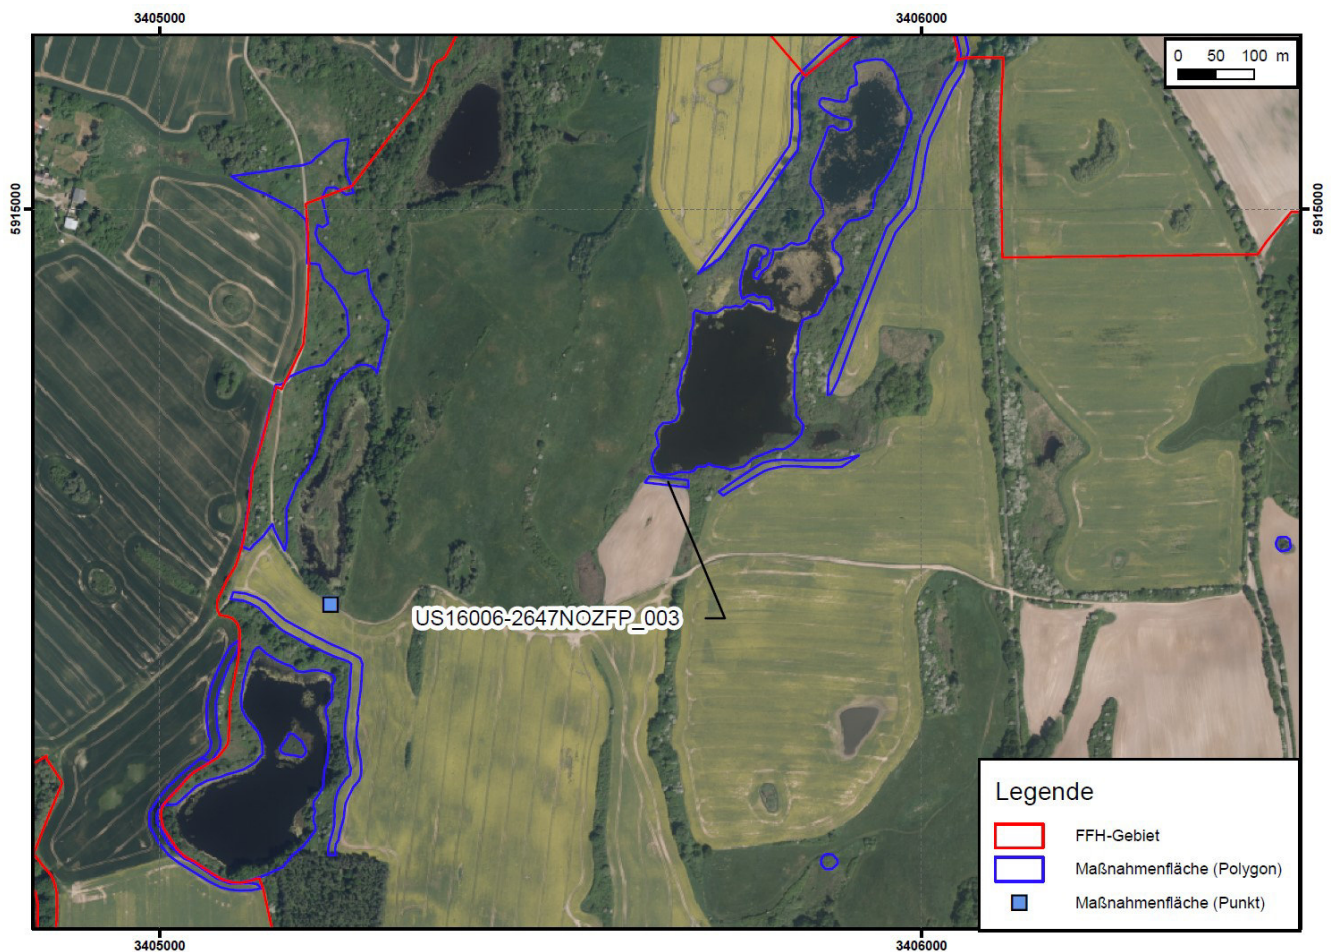 3405000
3406000
0 50 100 m
5915000
5915000
US16006-2647NOZFP_003
Legende
FFH-Gebiet
Maßnahmenfläche (Polygon)
Maßnahmenfläche (Punkt)
3405000
3406000